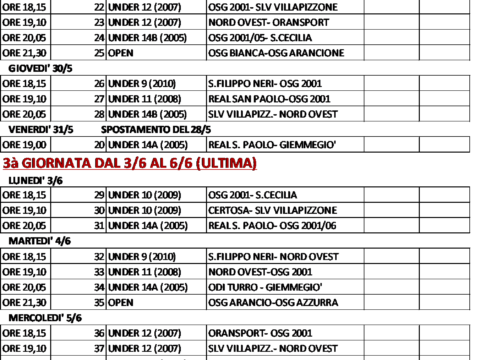 ORE 18,15 22 UNDER 12 (2007) OSG 2001- SLV VILLAPIZZONE
ORE 19,10 23 UNDER 12 (2007) NORD OVEST- ORANSPORT
ORE 20,05 24 UNDER 14B (2005) OSG 2001/05- S.CECILIA
ORE 21,30 25 OPEN OSG BIANCA-OSG ARANCIONE
GIOVEDI' 30/5
ORE 18,15 26 UNDER 9 (2010) S.FILIPPO NERI- OSG 2001
ORE 19,10 27 UNDER 11 (2008) REAL SAN PAOLO-OSG 2001
ORE 20,05 28 UNDER 14B (2005) SLV VILLAPIZZ.- NORD OVEST
VENERDI' 31/5 SPOSTAMENTO DEL 28/5
ORE 19,00 20 UNDER 14A (2005) REAL S. PAOLO- GIEMMEGIO'
3à GIORNATA DAL 3/6 AL 6/6 (ULTIMA)
LUNEDI' 3/6
ORE 18,15 29 UNDER 10 (2009) OSG 2001- S.CECILIA
ORE 19,10 30 UNDER 10 (2009) CERTOSA- SLV VILLAPIZZONE
ORE 20,05 31 UNDER 14A (2005) REAL S. PAOLO- OSG 2001/06
MARTEDI' 4/6
ORE 18,15 32 UNDER 9 (2010) S.FILIPPO NERI- NORD OVEST
ORE 19,10 33 UNDER 11 (2008) NORD OVEST-OSG 2001
ORE 20,05 34 UNDER 14A (2005) ODI TURRO - GIEMMEGIO'
ORE 21,30 35 OPEN OSG ARANCIO-OSG AZZURRA
MERCOLEDI' 5/6
ORE 18,15 36 UNDER 12 (2007) ORANSPORT- OSG 2001
ORE 19,10 37 UNDER 12 (2007) SLV VILLAPIZZ.- NORD OVEST